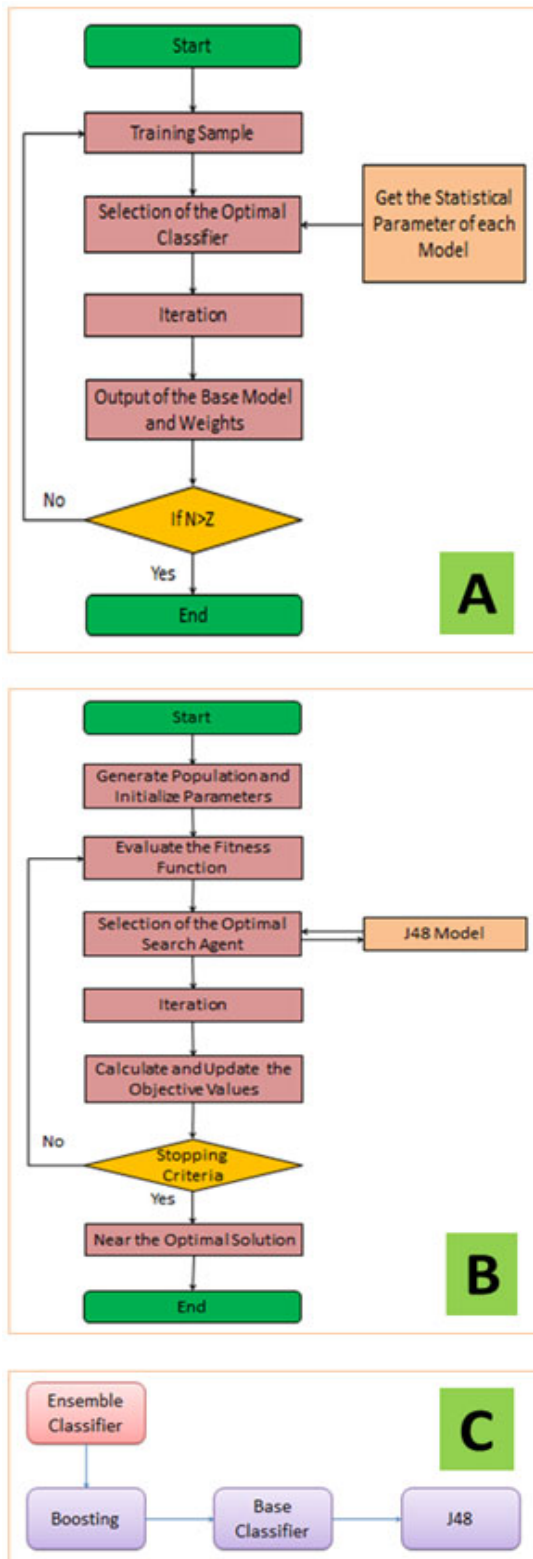 Start
Training Sample
Selection of the Optimal
Classfier
Get the Statistical
Parameter of each
Model
Iteration
Output of the Base Model
and Weights
No
If N>Z
Yes
End
A
Start
Generate Population and
Initialize Parameters
Evaluate the Fitness
Function
Selection of the Optimal
Search Agent
J48 Model
Iteration
Calculate and Update the
Objective Values
No
Stopping
Criteria
Yes
Near the Optimal Solution
End
B
Ensemble
Classifier
C
Boosting
Base
Classifier
J48